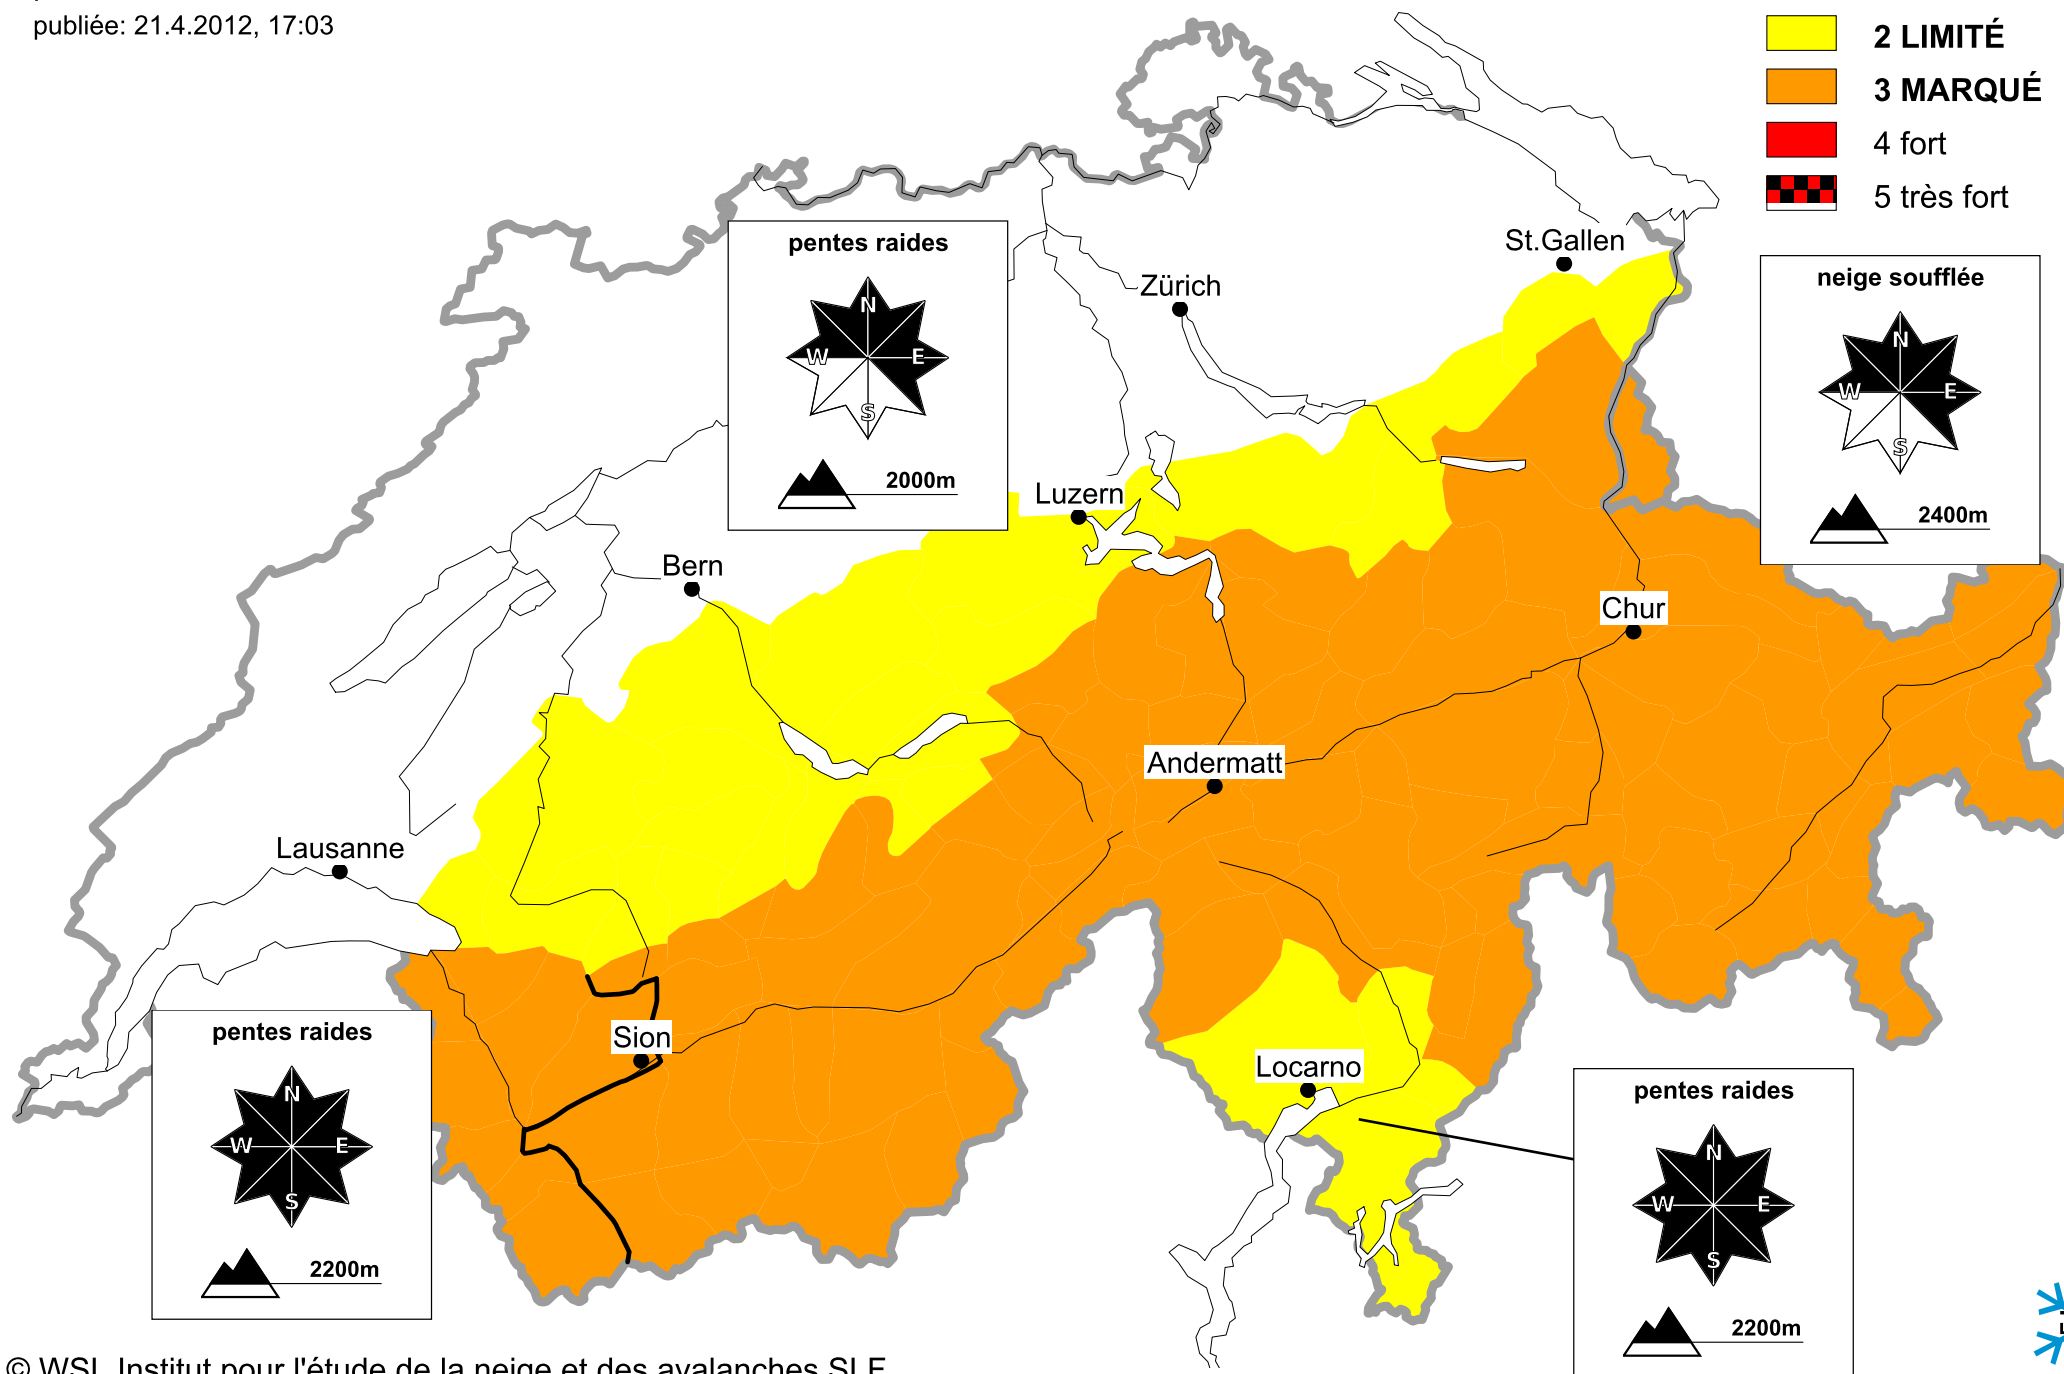 publiée: 21.4.2012, 17:03
2 LIMITÉ
3 MARQUÉ
4 fort
5 très fort
pentes raides
N
W
E
S
2000m
St.Gallen
Zürich
neige soufflée
N
W
E
S
2400m
Luzern
Bern
Chur
Andermatt
Lausanne
pentes raides
N
W
E
S
2200m
Sion
Locarno
pentes raides
N
W
E
S
2200m
© WSL Institut pour l'étude de la neige et des avalanches SLF